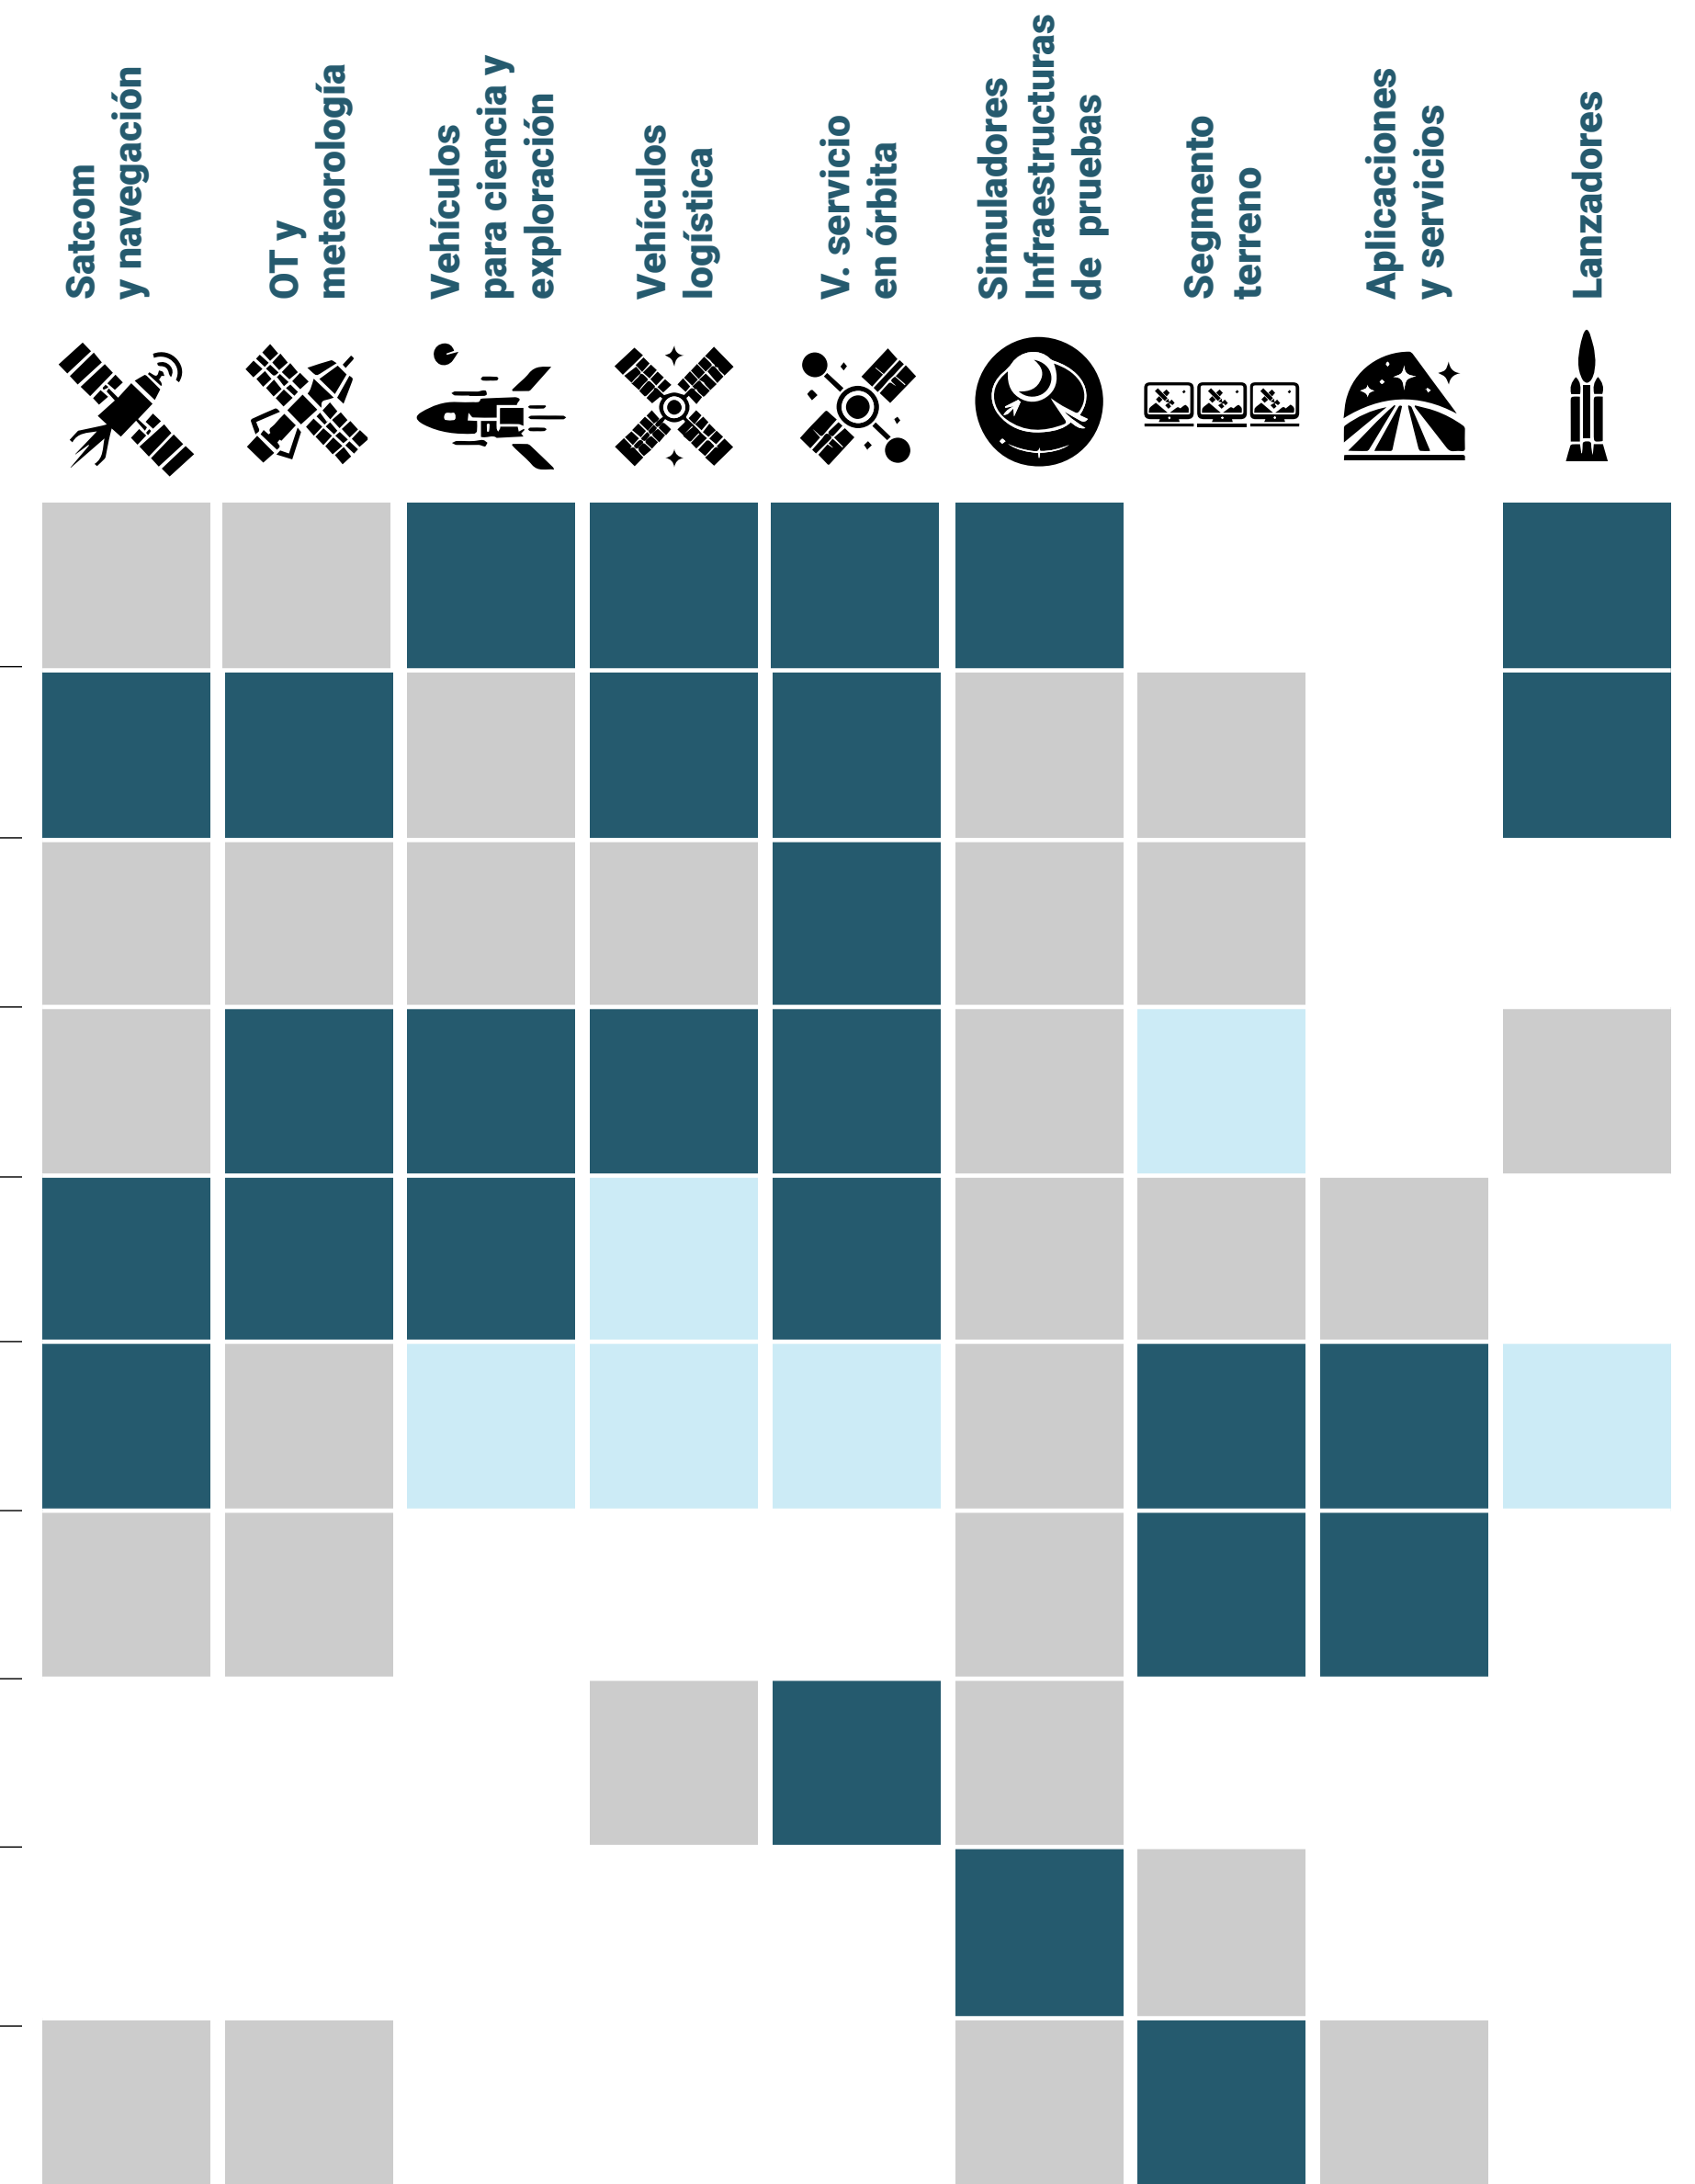 Satcom
y navegación
OT y
meteorología
Vehículos
para ciencia y
exploración
Vehículos
logística
V. servicio
en órbita
Simuladores
Infraestructuras
de pruebas
Segmento
terreno
Aplicaciones
y servicios
Lanzadores